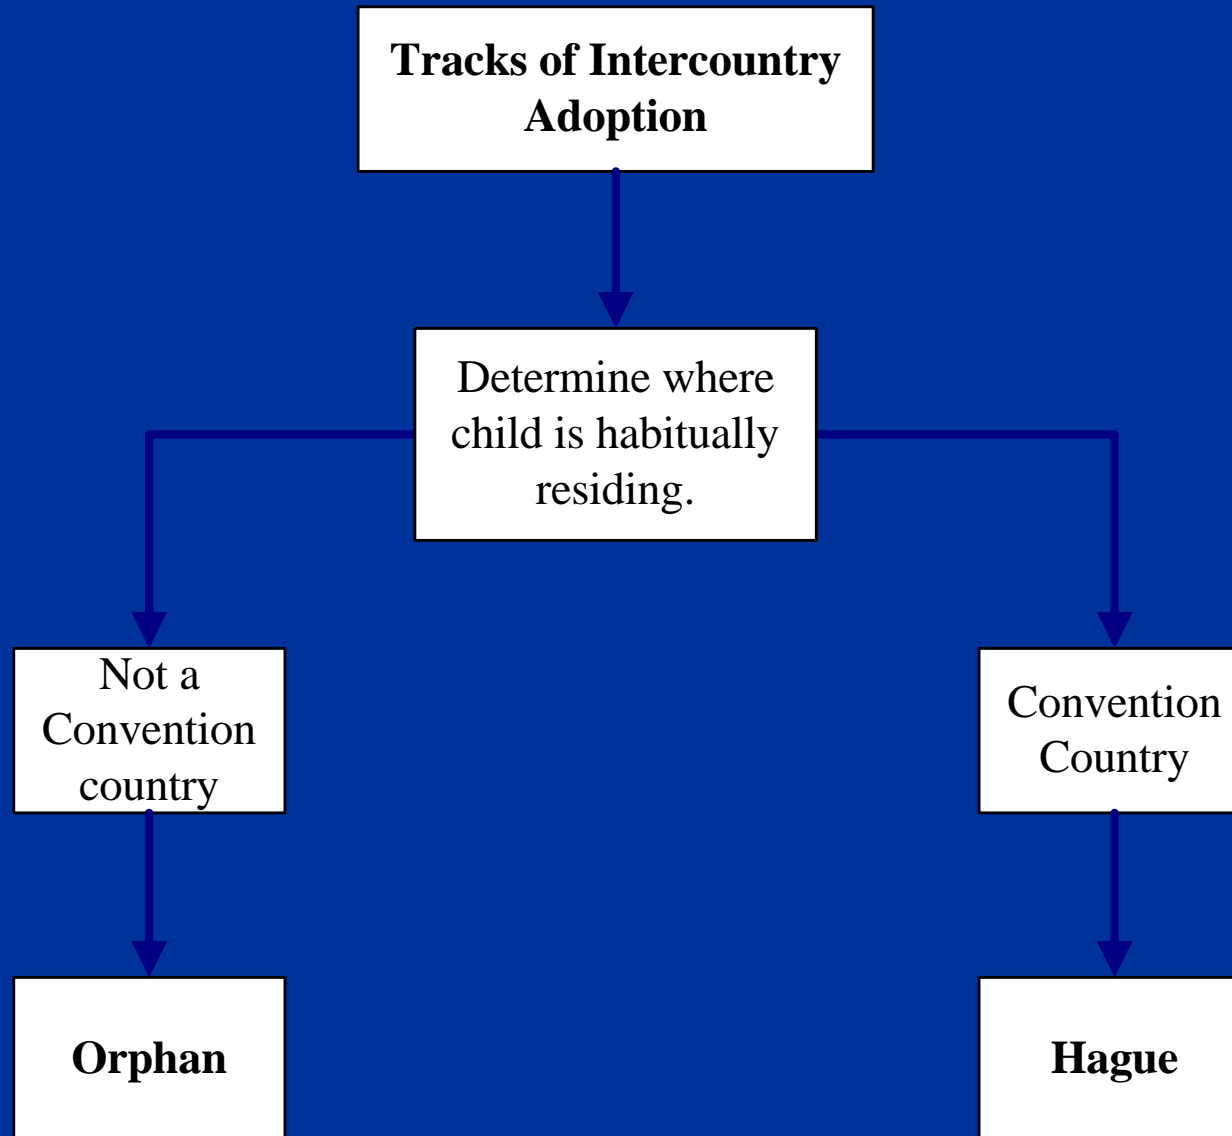 Tracks of Intercountry
Adoption
Determine where
child is habitually
residing.
Not a
Convention
country
Convention
Country
Orphan
Hague